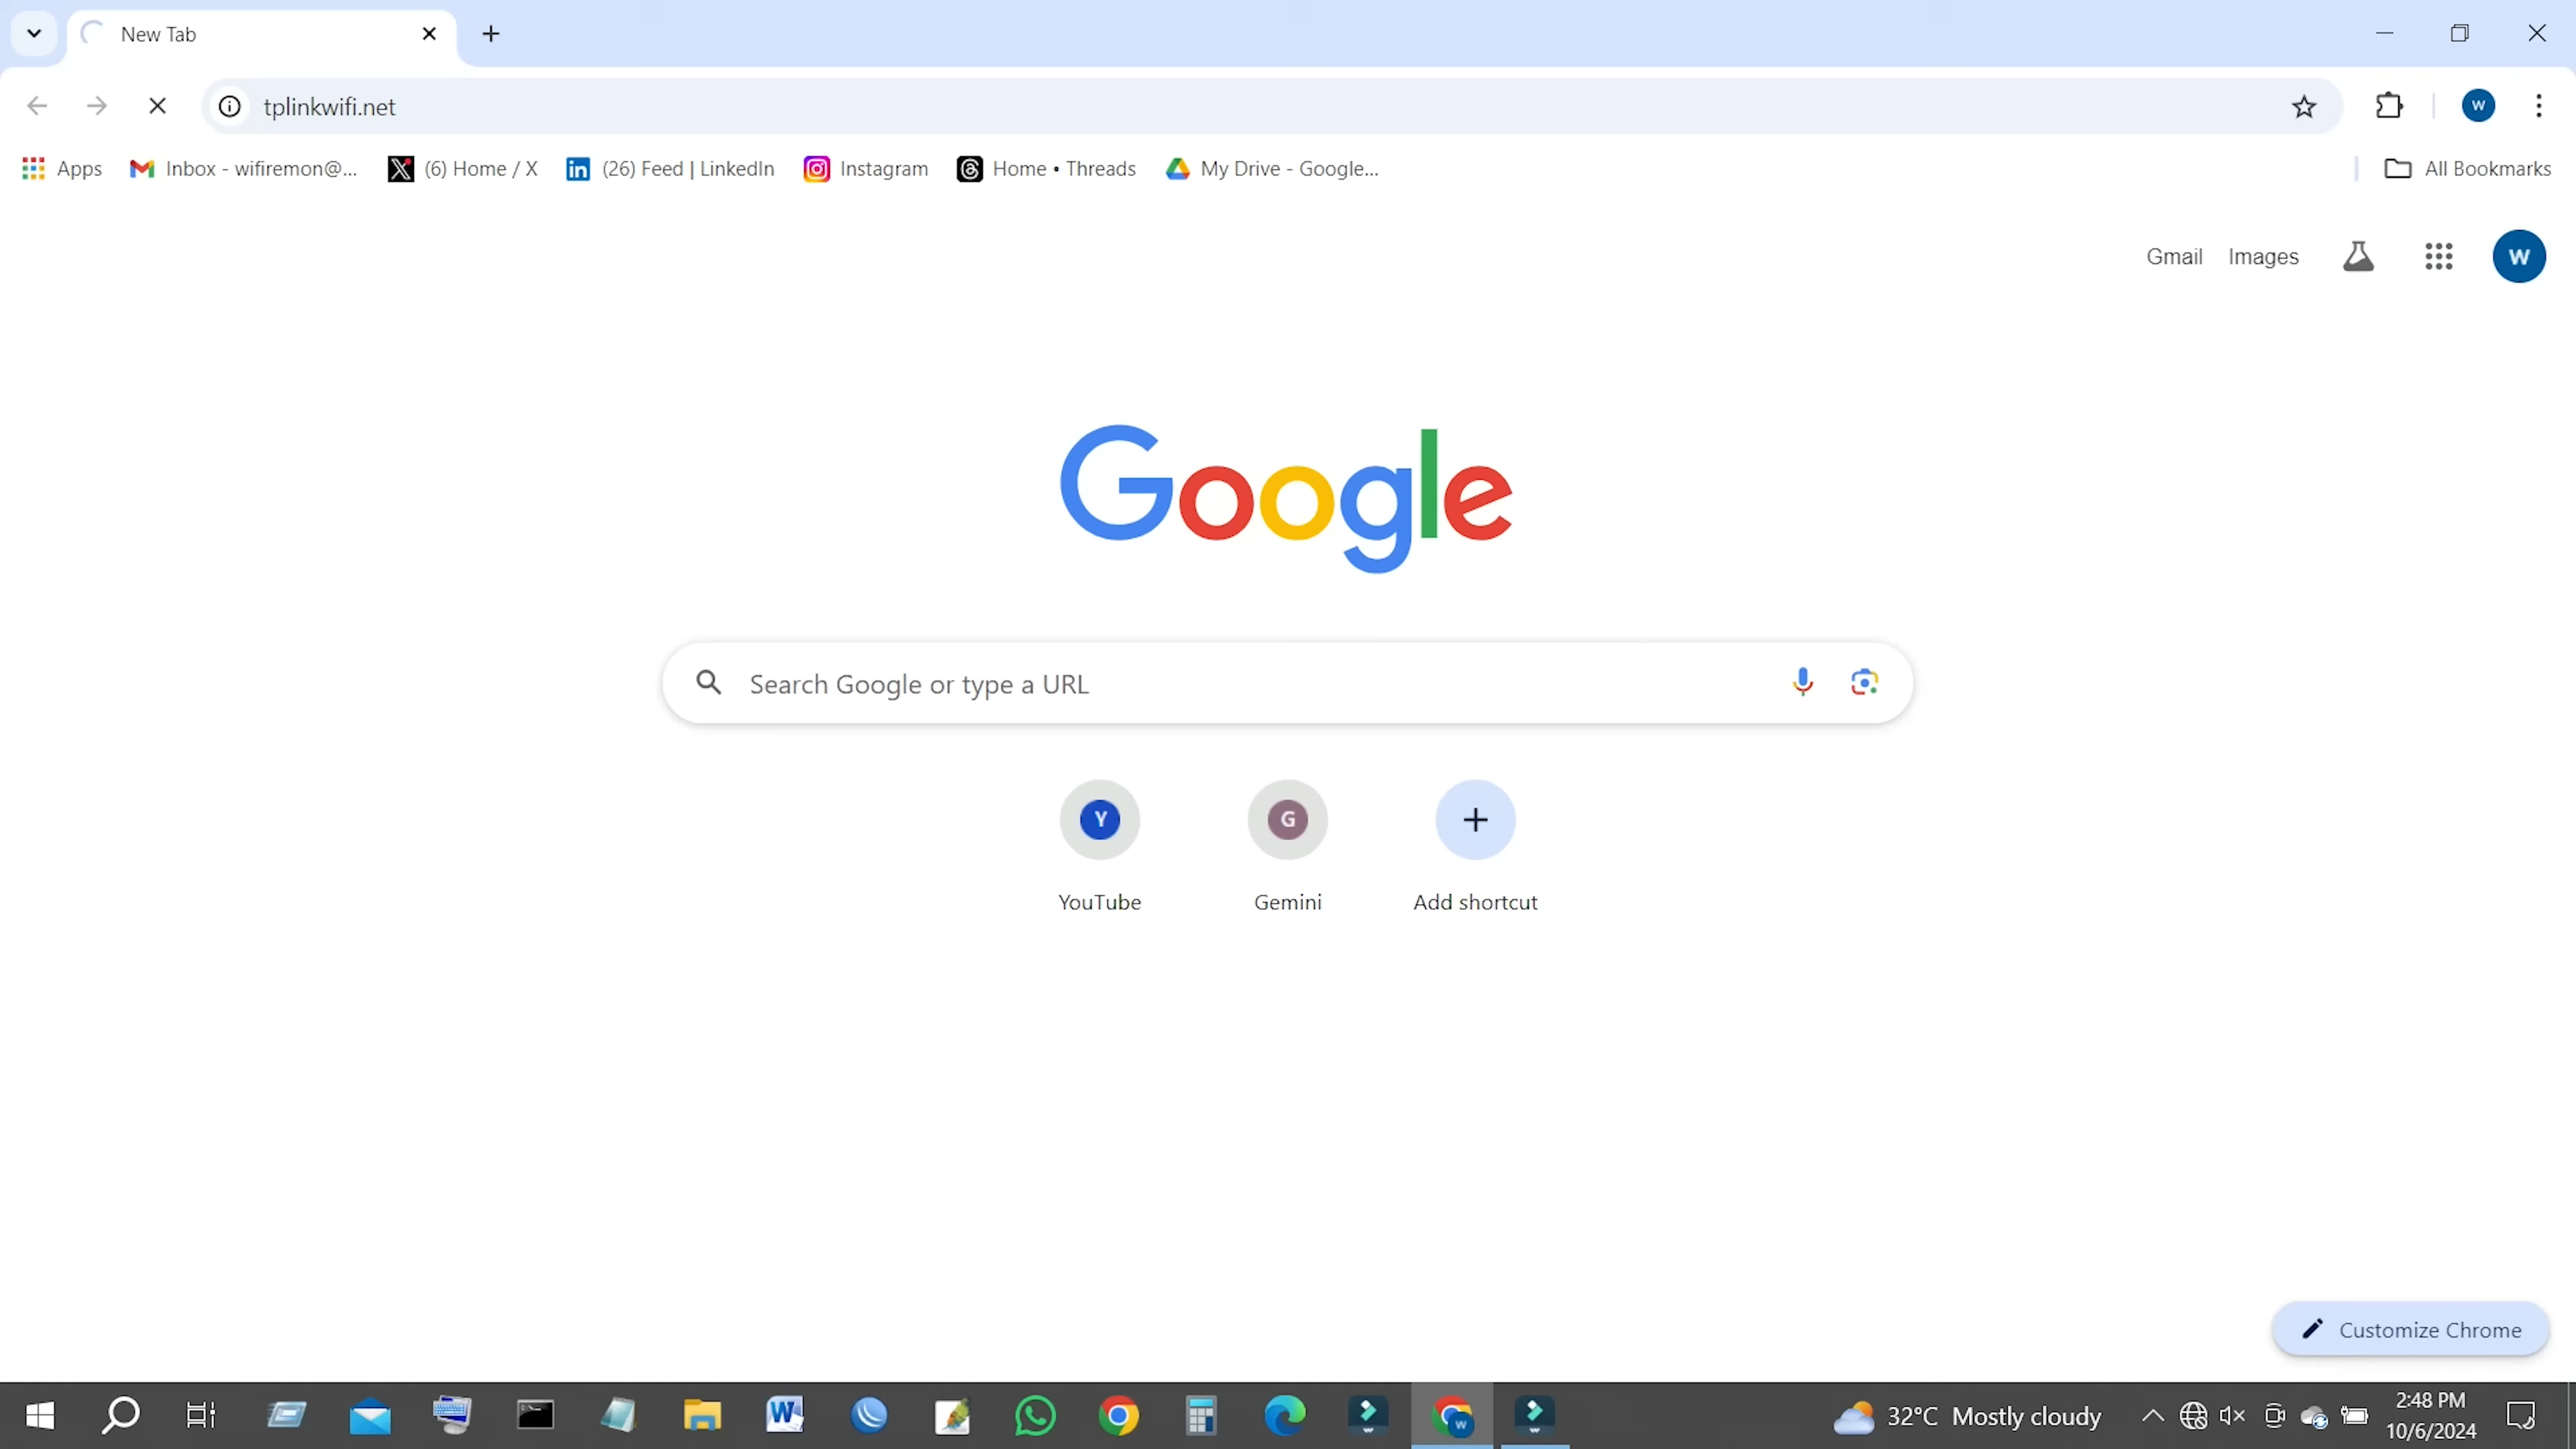 New Tab
tplinkwifi.net
Apps
Inbox - wifiremon@...
(6) Home / X
(26) Feed | LinkedIn
Instagram
Home • Threads
My Drive - Google...
All Bookmarks
W
Gmail
Images
W
Google
Search Google or type a URL
Y
G
YouTube
Gemini
Add shortcut
Customize Chrome
32°C Mostly cloudy
2:48 PM
10/6/2024